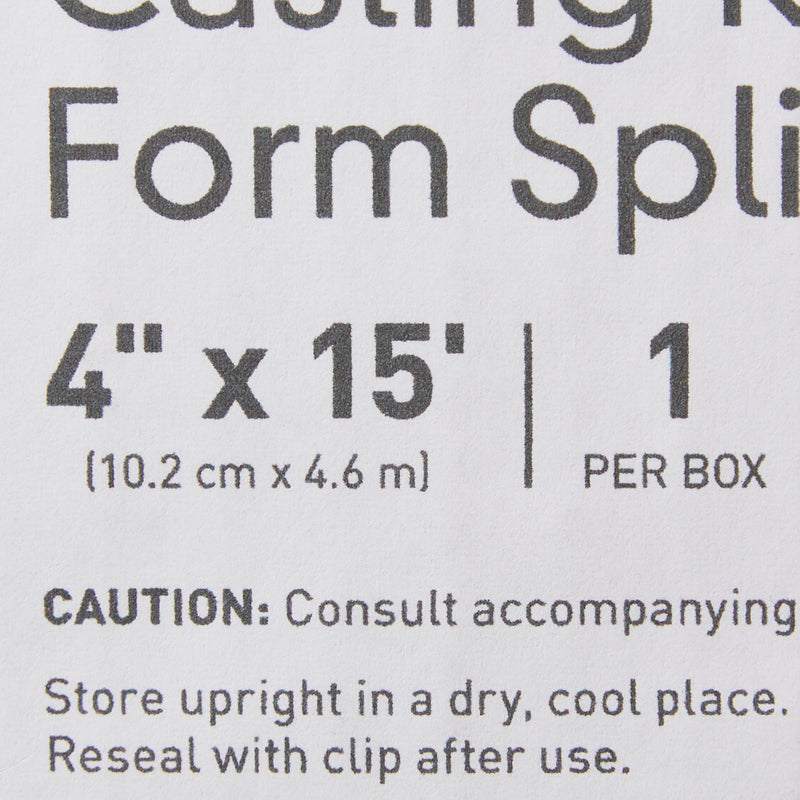 Casting
Form Spli
4" x 15' | 1
(10.2 cm x 4.6 m) PER BOX
CAUTION: Consult accompanying
Store upright in a dry, cool place.
Reseal with clip after use.